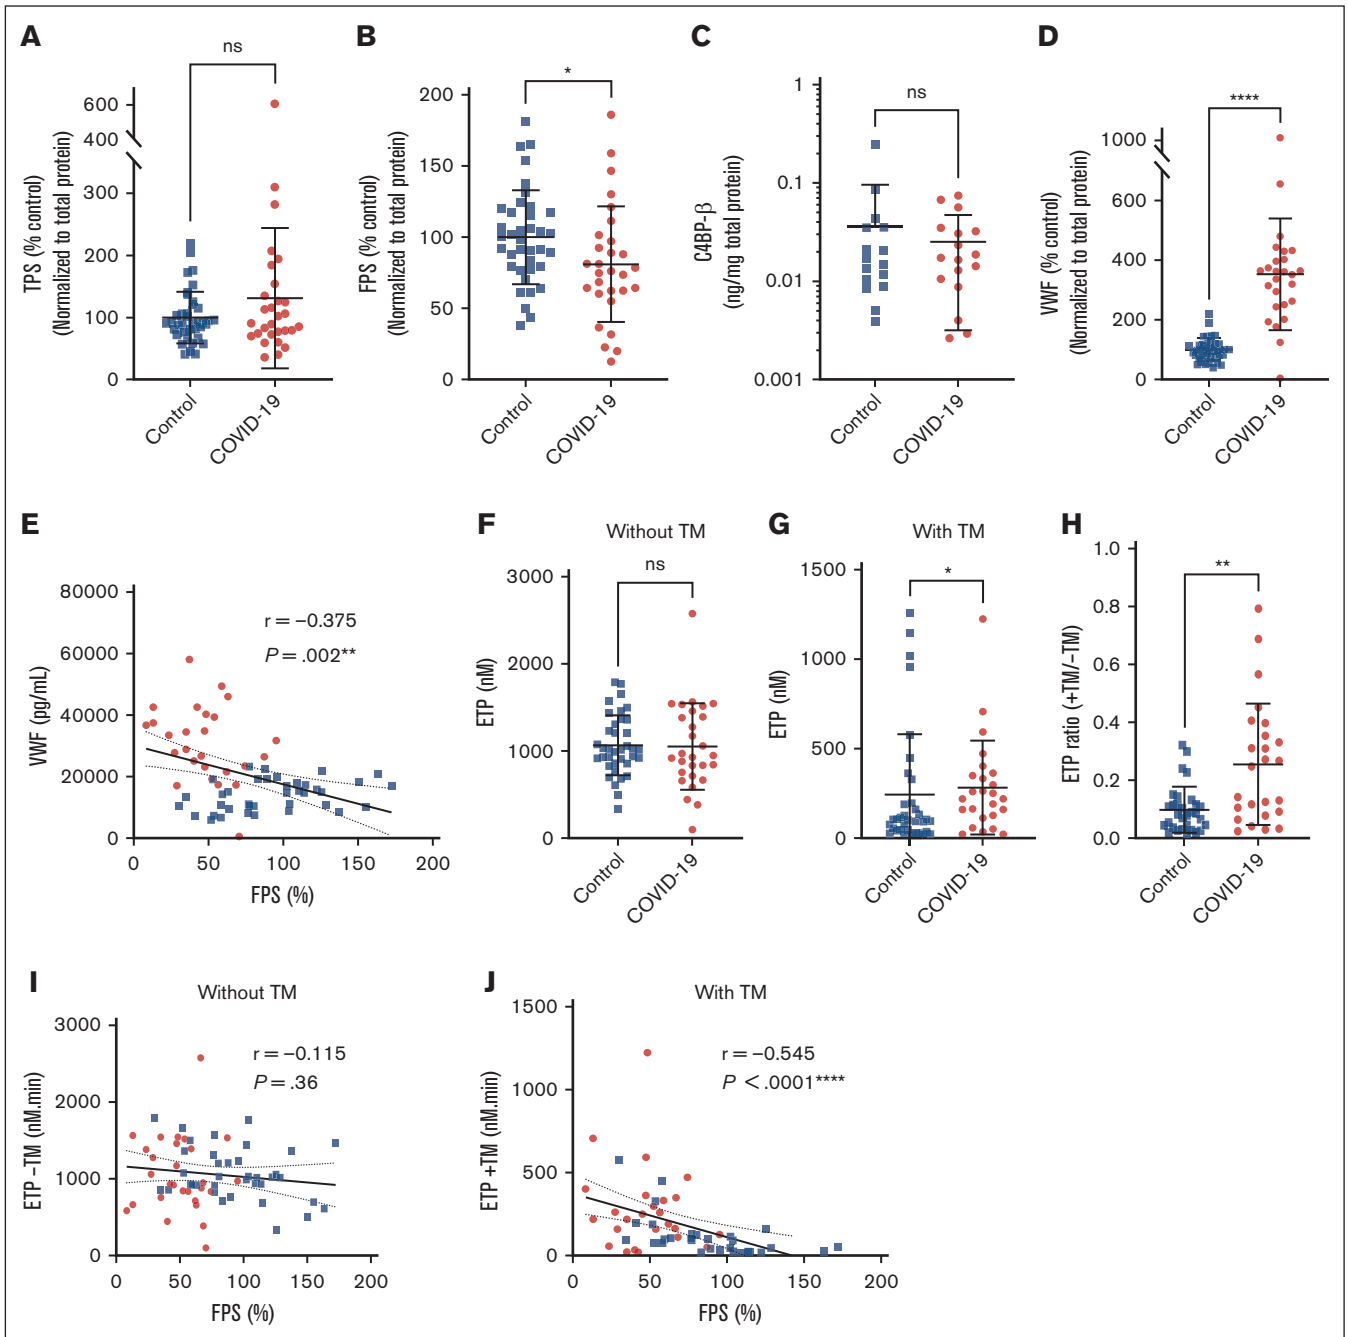 A
ns
TPS (% control)
(Normalized to total protein)
600
400
300
200
100
0
Control
COVID-19
B
*
FPS (% control)
(Normalized to total protein)
200
150
100
50
0
Control
COVID-19
C
ns
C4BP-β
(ng/mg total protein)
1
0.1
0.01
0.001
Control
COVID-19
D
****
VWF (% control)
(Normalized to total protein)
1000
600
400
200
0
Control
COVID-19
E
VWF (pg/mL)
80000
60000
40000
20000
0
r = −0.375
P = .002**
0
50
100
150
200
FPS (%)
F
Without TM
ns
ETP (nM)
3000
2000
1000
0
Control
COVID-19
G
With TM
*
ETP (nM)
1500
1000
500
0
Control
COVID-19
H
**
ETP ratio (+TM/−TM)
1.0
0.8
0.6
0.4
0.2
0.0
Control
COVID-19
I
Without TM
ETP −TM (nM.min)
3000
2000
1000
0
r = −0.115
P = .36
0
50
100
150
200
FPS (%)
J
With TM
ETP +TM (nM.min)
1500
1000
500
0
r = −0.545
P < .0001****
0
50
100
150
200
FPS (%)